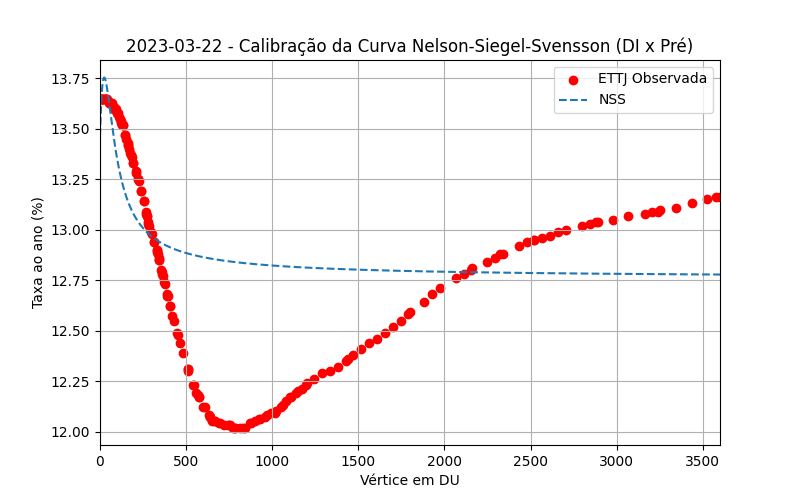 2023-03-22 - Calibração da Curva Nelson-Siegel-Svensson (DI x Pré)
ETTJ Observada
NSS
Taxa ao ano (%)
13.75
13.50
13.25
13.00
12.75
12.50
12.25
12.00
0 500 1000 1500 2000 2500 3000 3500
Vértice em DU